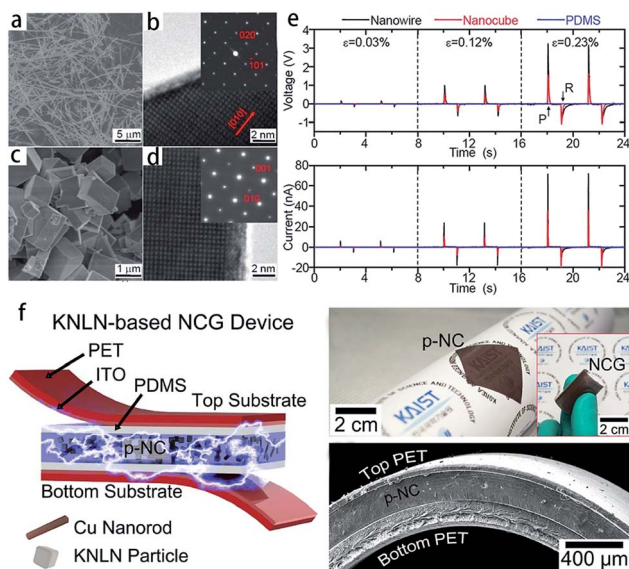 a
5 μm
b
020
101
[010]
2 nm
c
1 μm
d
001
010
2 nm
e
Nanowire Nanocube PDMS
ε=0.03% ε=0.12% ε=0.23%
Voltage (V)
4
3
2
1
0
-1
R
P
0 4 8 12 16 20 24
Time (s)
Current (nA)
80
60
40
20
0
-20
0 4 8 12 16 20 24
Time (s)
f
KNLN-based NCG Device
PET
ITO
PDMS
Top Substrate
p-NC
Bottom Substrate
Cu Nanorod
KNLN Particle
p-NC
KAIST
KAIST
NCG
2 cm
2 cm
Top PET
p-NC
Bottom PET
400 μm